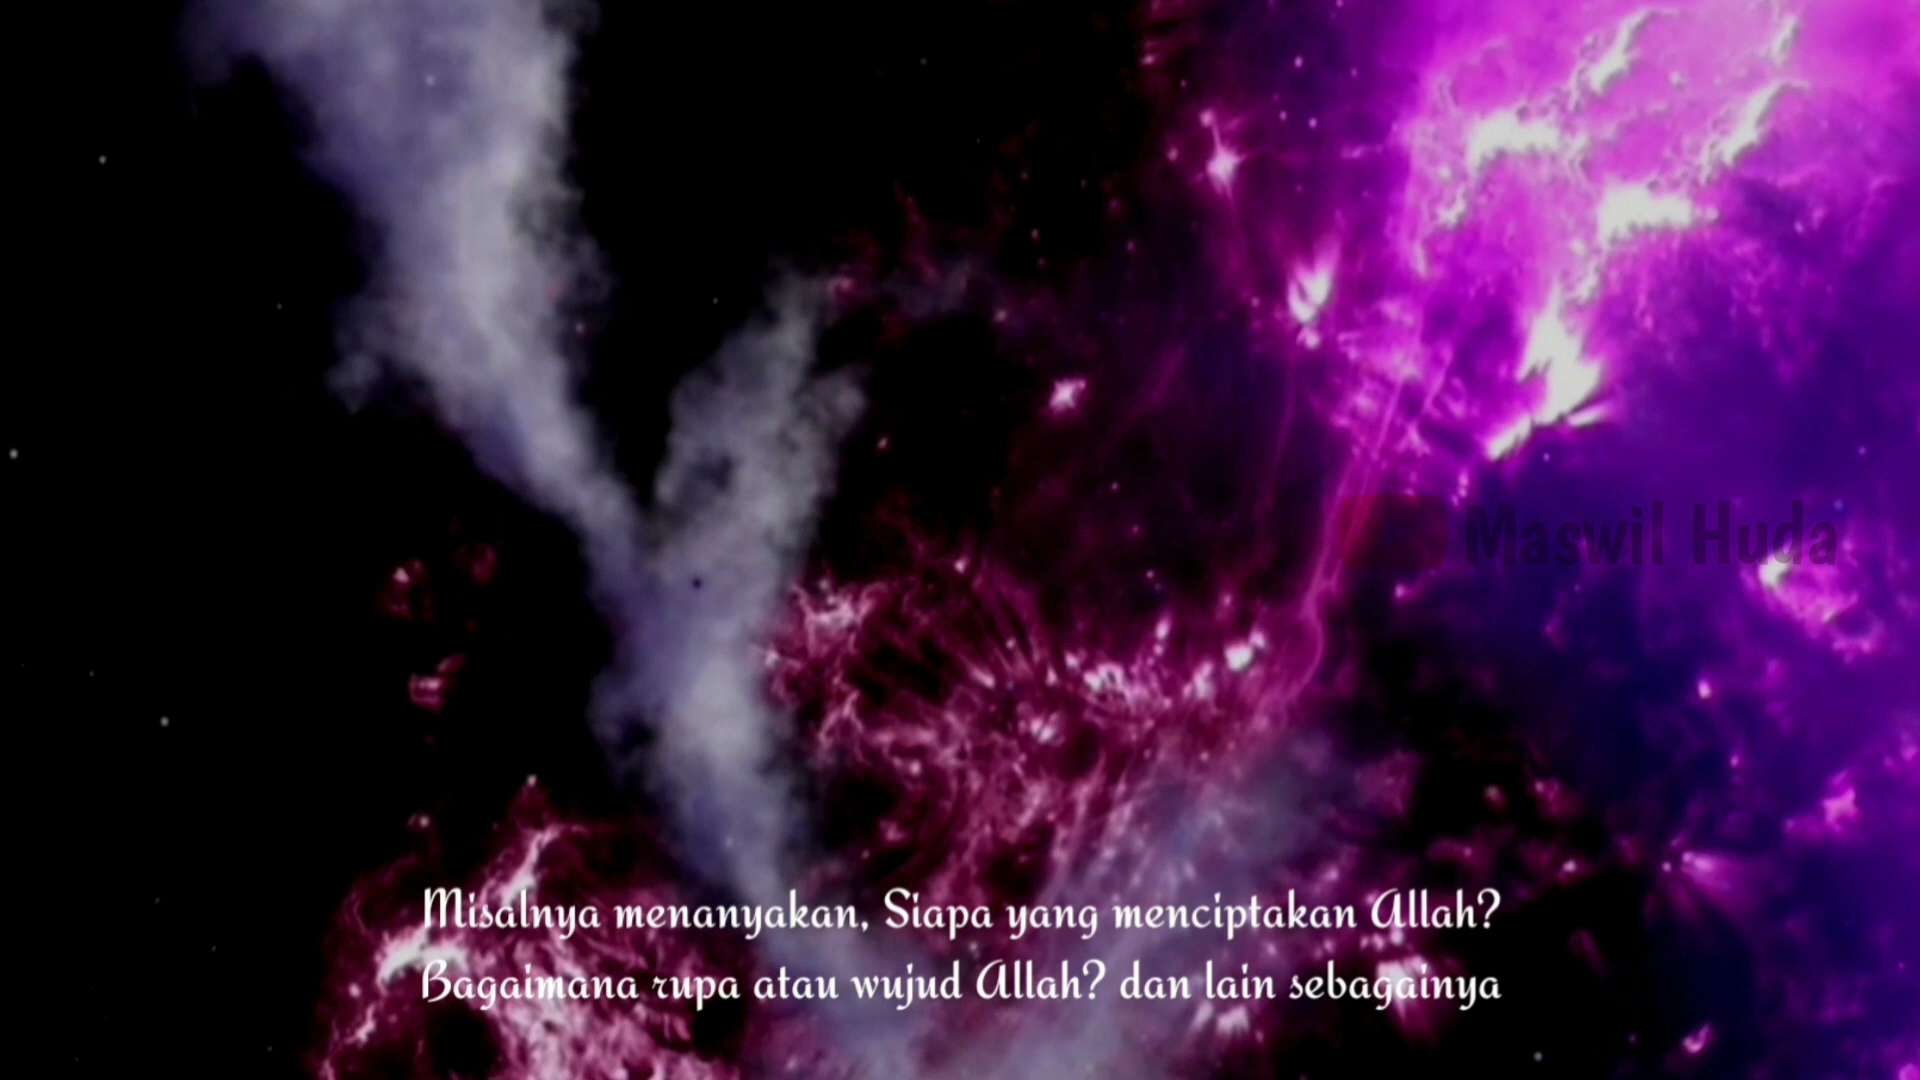 Maswil Huda
Misalnya menanyakan, Siapa yang menciptakan Allah?
Bagaimana rupa atau wujud Allah? dan lain sebagainya